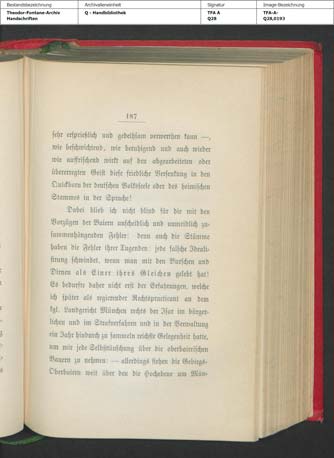 Bestandsbezeichnung
Archivalieneinheit
Signatur
Image-Bezeichnung
Theodor-Fontane-Archiv
Handschriften
Q - Handbibliothek
TFA A
Q28
TFA-A-
Q28,0193
187
sehr ersprießlich und gedeihsam verwerthen kann —,
wie beschwichtend, wie beruhigend und auch wieder
wie auffrischend wirkt auf den abgearbeiteten oder
überreizten Geist diese friedliche Versenkung in den
Quickborn der deutschen Volksseele oder des heimischen
Stammes in der Sprache!
Dabei blieb ich nicht blind für die mit den
Vorzügen der Baiern unscheidlich und unmeidlich zu-
sammenhängenden Fehler: denn auch die Stämme
haben die Fehler ihrer Tugenden: jede falsche Ideali-
sirung schwindet, wenn man mit den Burschen und
Dirnen als Einer ihres Gleichen gelebt hat!
Es bedurfte daher nicht erst der Erfahrungen, welche
ich später als regierender Rechtspracticant an dem
kgl. Landgericht München rechts der Isar im bürger-
lichen und im Strafverfahren und in der Verwaltung
ein Jahr hindurch zu sammeln reichste Gelegenheit hatte,
um mir jede Selbsttäuschung über die oberbaierischen
Bauern zu nehmen: — allerdings stehen die Gebirgs-
Oberbaiern weit über den die Hochebene um Mün-